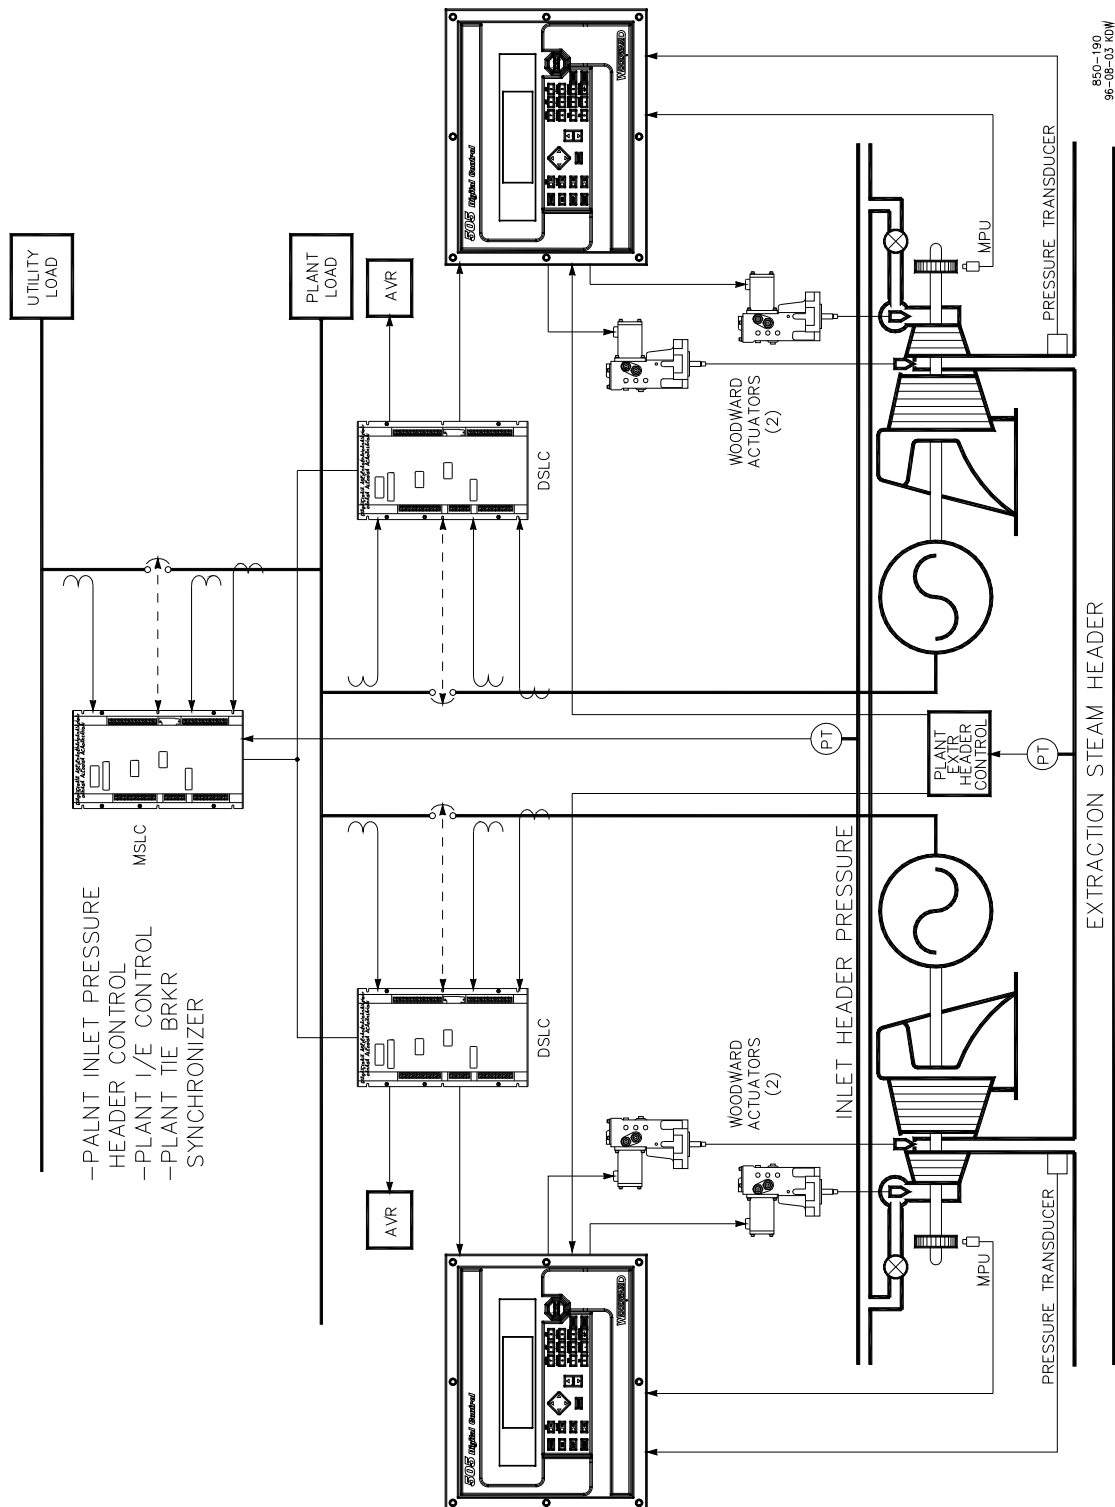 UTILITY
LOAD
MSLC
-PALNT INLET PRESSURE
HEADER CONTROL
-PLANT I/E CONTROL
-PLANT TIE BRKR
SYNCHRONIZER
PLANT
LOAD
AVR
AVR
DSLC
DSLC
505 Digital Control
WOODWARD
505 Digital Control
WOODWARD
WOODWARD
ACTUATORS
(2)
WOODWARD
ACTUATORS
(2)
INLET HEADER PRESSURE
PT
PLANT
EXTR
HEADER
CONTROL
PT
MPU
MPU
PRESSURE TRANSDUCER
PRESSURE TRANSDUCER
EXTRACTION STEAM HEADER
850-190
96-08-03 KDW